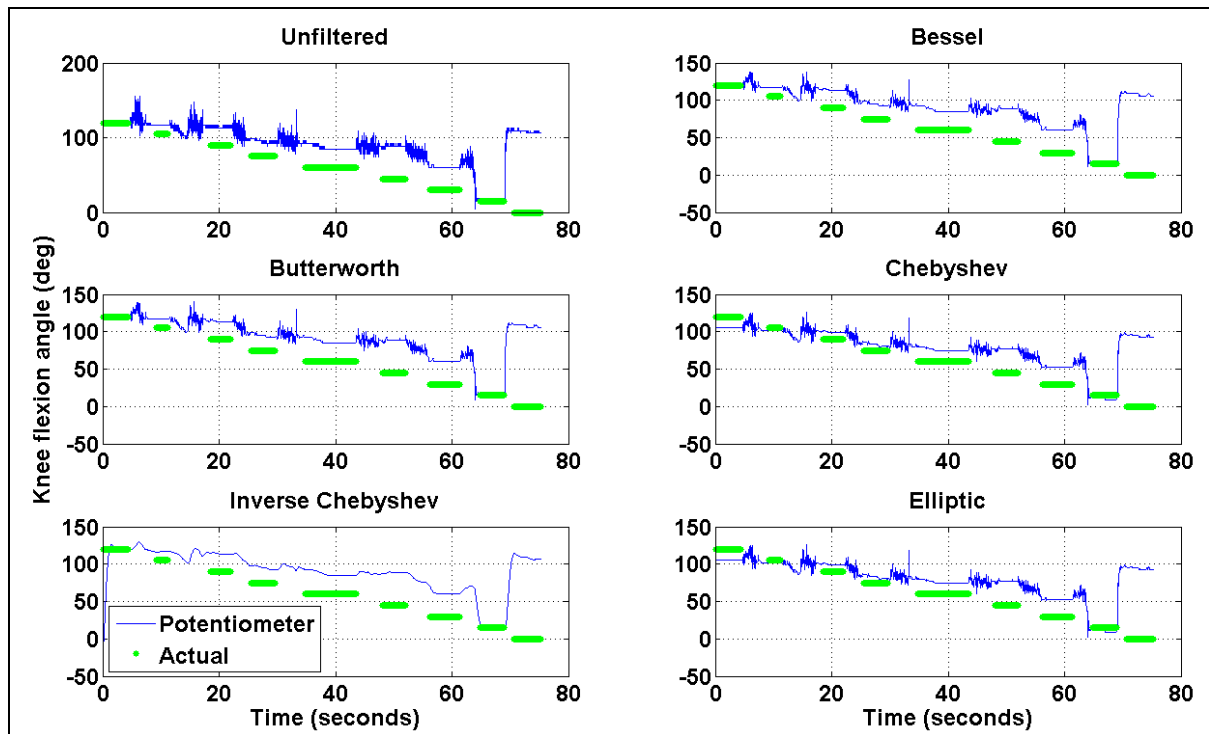 Unfiltered
200
100
0
0 20 40 60 80
Bessel
150
100
50
0
-50
0 20 40 60 80
Knee flexion angle (deg)
Butterworth
150
100
50
0
-50
0 20 40 60 80
Chebyshev
150
100
50
0
-50
0 20 40 60 80
Inverse Chebyshev
150
100
50
0
-50
Potentiometer
Actual
0 20 40 60 80
Time (seconds)
Elliptic
150
100
50
0
-50
0 20 40 60 80
Time (seconds)